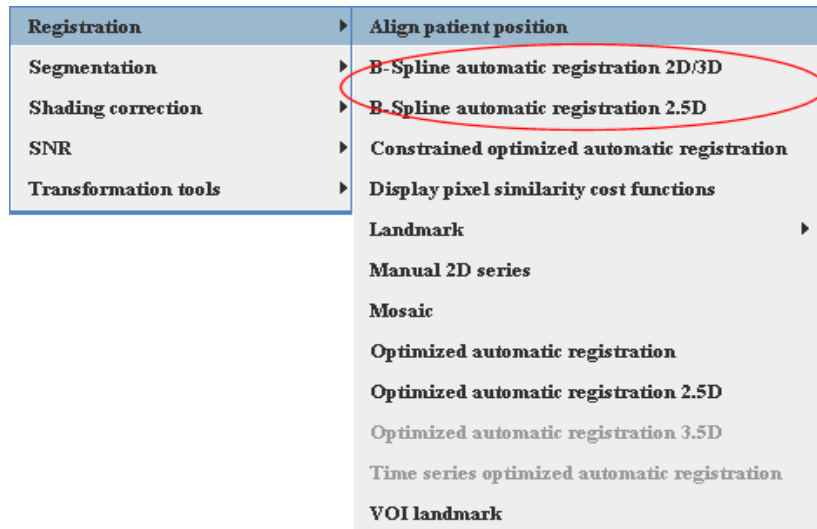 Registration
Segmentation
Shading correction
SNR
Transformation tools
Align patient position
B-Spline automatic registration 2D/3D
B-Spline automatic registration 2.5D
Constrained optimized automatic registration
Display pixel similarity cost functions
Landmark
Manual 2D series
Mosaic
Optimized automatic registration
Optimized automatic registration 2.5D
Optimized automatic registration 3.5D
Time series optimized automatic registration
VOI landmark